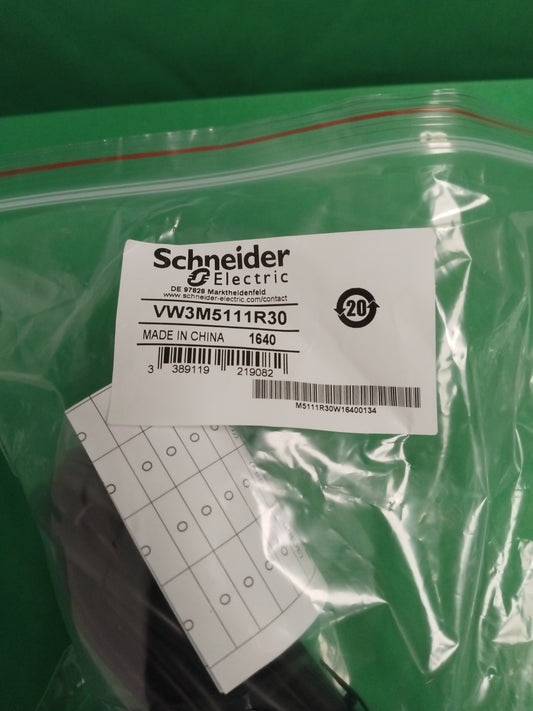 Schneider
Electric
DE 97828 Marktheidenfeld
www.schneider-electric.com/contact
VW3M5111R30
20
MADE IN CHINA 1640
3 389119 219082
M5111R30W16400134